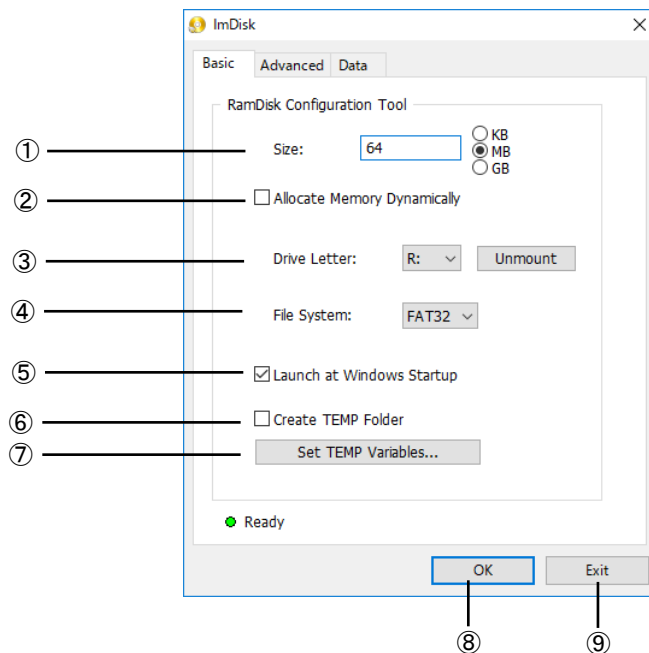 ImDisk
Basic Advanced Data
RamDisk Configuration Tool
① Size: 64 KB
MB
GB
② Allocate Memory Dynamically
③ Drive Letter: R: Unmount
④ File System: FAT32
⑤ Launch at Windows Startup
⑥ Create TEMP Folder
⑦ Set TEMP Variables...
Ready
OK Exit
⑧ ⑨